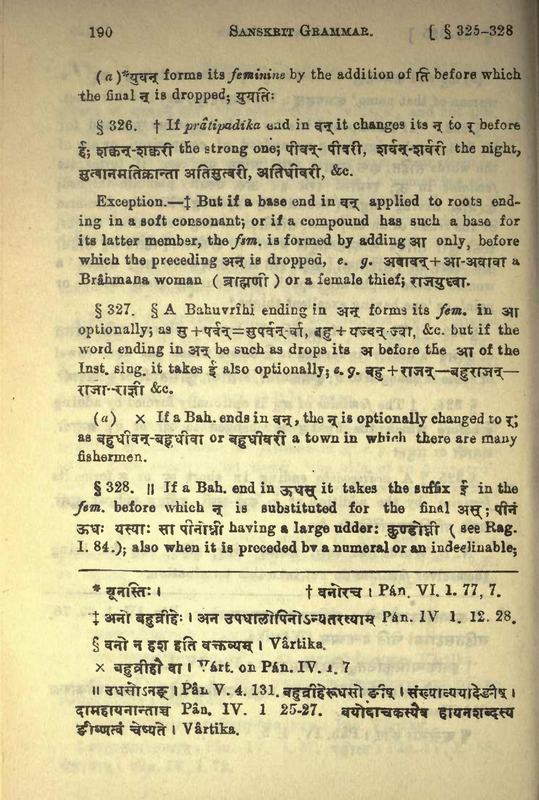 190 SANSKRIT GRAMMAR. [ § 325-328
(a)*युवन् forms its feminine by the addition of ति before which
the final न् is dropped; युवतिः
§ 326. † If prâtipadika end in वन् it changes its न् to र् before
ई; शक्वन्-शक्वरी the strong one; पीवन्- पीवरी, शर्वन्-शर्वरी the night,
सुत्वानमतिक्रान्ता अतिसुत्वरी, अतिधीवरी, &c.
Exception.—‡ But if a base end in वन् applied to roots end-
ing in a soft consonant; or if a compound has such a base for
its latter member, the fem. is formed by adding आ only, before
which the preceding अन् is dropped, e. g. अवावन्+आ-अवावा a
Brâhmana woman ( ब्राह्मणी ) or a female thief; राजयुध्वा.
§ 327. § A Bahuvrîhi ending in अन् forms its fem. in आ
optionally; as सु+पर्वन्=सुपर्वन्-र्वा, बहु+यज्वन्-ज्वा, &c. but if the
word ending in अन् be such as drops its अ before the आ of the
Inst. sing. it takes ई also optionally; e. g. बहु+राजन्—बहुराजन्—
राजा--राज्ञी &c.
(a) × If a Bah. ends in वन्, the न् is optionally changed to र्;
as बहुधीवन्-बहुधीवा or बहुधीवरी a town in which there are many
fishermen.
§ 328. ॥ If a Bah. end in ऊधस् it takes the suffix ई in the
fem. before which न् is substituted for the final अस्; पीनं
ऊधः यस्याः सा पीनोध्नी having a large udder: कुण्डोध्नी ( see Rag.
I. 84.); also when it is preceded by a numeral or an indeclinable;
* यूनस्तिः । † वनोरच । Pán. VI. 1. 77, 7.
‡ अनो बहुव्रीहेः । अन उपधालोपिनोऽन्यतरस्याम् Pán. IV 1. 12. 28.
§ वनो न हश इति वक्तव्यम् । Vârtika.
× बहुव्रीहौ वा । Várt. on Pán. IV. 1. 7
॥ उधसोऽनङ् । Pâṇ V. 4. 131. बहुव्रीहेरूधसो ङीष् । संख्याव्ययादेर्ङीप् ।
दामहायनान्ताच्च Pân. IV. 1 25-27. वयोवाचकस्यैव हायनशब्दस्य
ङीब्णत्वं चेष्यते । Vârtika.